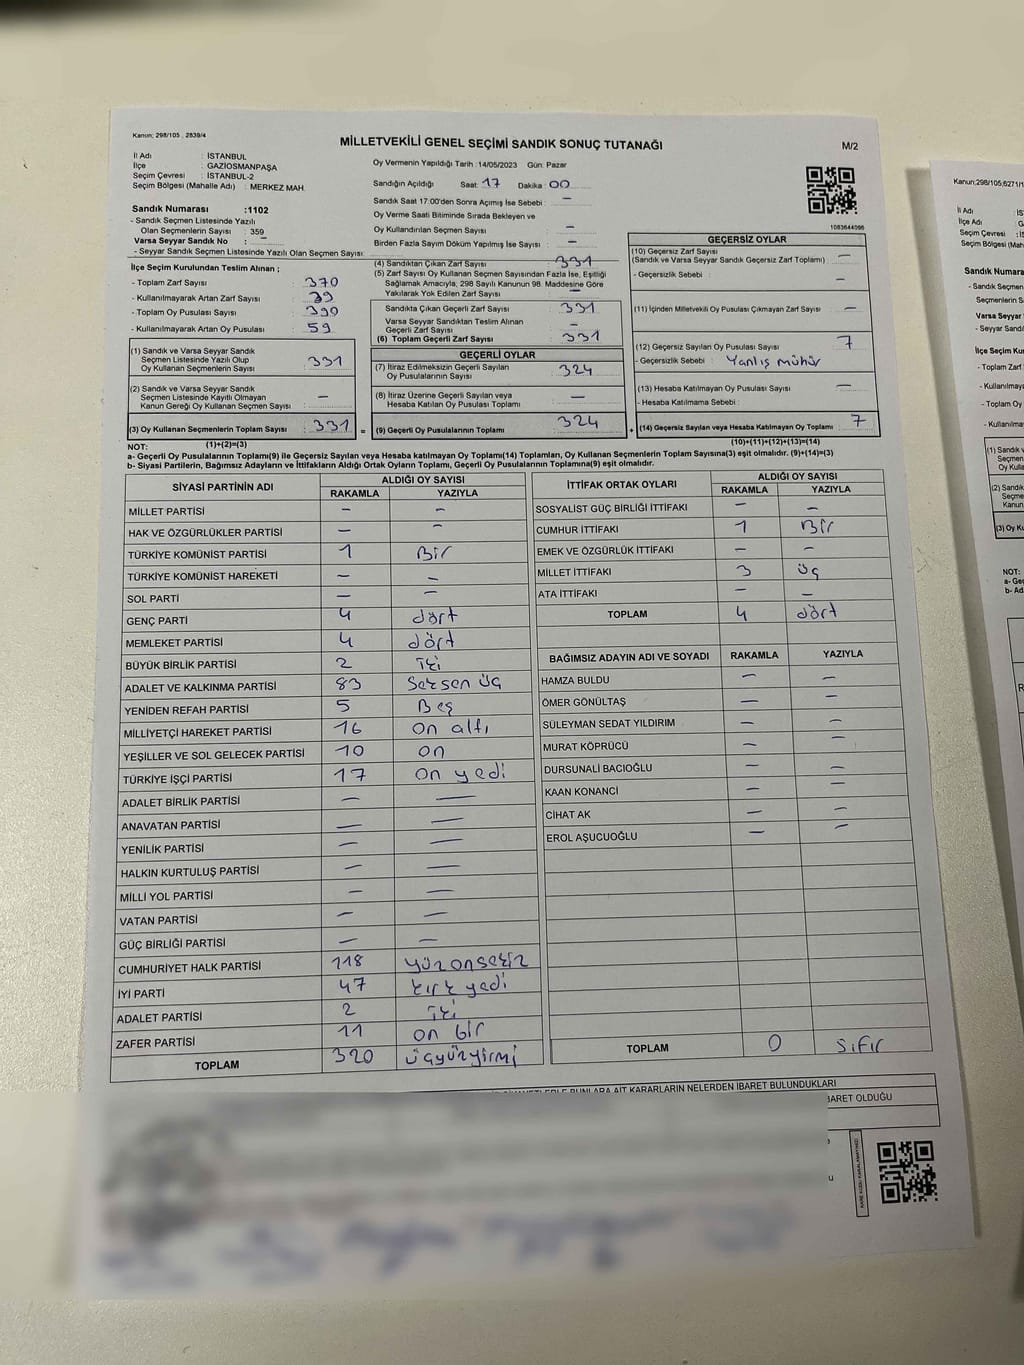 Kanun; 298/105 , 2839/4
MİLLETVEKİLİ GENEL SEÇİMİ SANDIK SONUÇ TUTANAĞI
M/2
İl Adı : İSTANBUL
İlçe : GAZİOSMANPAŞA
Seçim Çevresi : İSTANBUL-2
Seçim Bölgesi (Mahalle Adı) : MERKEZ MAH.
Sandık Numarası :1102
- Sandık Seçmen Listesinde Yazılı
Olan Seçmenlerin Sayısı : 359
Varsa Seyyar Sandık No : -
- Seyyar Sandık Seçmen Listesinde Yazılı Olan Seçmen Sayısı:
Oy Vermenin Yapıldığı Tarih :14/05/2023 Gün: Pazar
Sandığın Açıldığı Saat: 17 Dakika: 00
Sandık Saat 17:00'den Sonra Açımış İse Sebebi : —
Oy Verme Saati Bitiminde Sırada Bekleyen ve
Oy Kullandırılan Seçmen Sayısı : —
Birden Fazla Sayım Döküm Yapılmış İse Sayısı : —
1083644096
İlçe Seçim Kurulundan Teslim Alınan ;
- Toplam Zarf Sayısı : 370
- Kullanılmayarak Artan Zarf Sayısı : 39
- Toplam Oy Pusulası Sayısı : 390
- Kullanılmayarak Artan Oy Pusulası : 59
(1) Sandık ve Varsa Seyyar Sandık
Seçmen Listesinde Yazılı Olup
Oy Kullanan Seçmenlerin Sayısı : 331
(2) Sandık ve Varsa Seyyar Sandık
Seçmen Listesinde Kayıtlı Olmayan
Kanun Gereği Oy Kullanan Seçmen Sayısı : —
(3) Oy Kullanan Seçmenlerin Toplam Sayısı : 331
(4) Sandıktan Çıkan Zarf Sayısı : 331
(5) Zarf Sayısı Oy Kullanan Seçmen Sayısından Fazla İse, Eşitliği
Sağlamak Amacıyla; 298 Sayılı Kanunun 98. Maddesine Göre
Yakılarak Yok Edilen Zarf Sayısı : —
Sandıkta Çıkan Geçerli Zarf Sayısı : 331
Varsa Seyyar Sandıktan Teslim Alınan
Geçerli Zarf Sayısı : —
(6) Toplam Geçerli Zarf Sayısı : 331
GEÇERLİ OYLAR
(7) İtiraz Edilmeksizin Geçerli Sayılan
Oy Pusulalarının Sayısı : 324
(8) İtiraz Üzerine Geçerli Sayılan veya
Hesaba Katılan Oy Pusulası Toplamı : —
= (9) Geçerli Oy Pusulalarının Toplamı : 324
GEÇERSİZ OYLAR
(10) Geçersiz Zarf Sayısı
(Sandık ve Varsa Seyyar Sandık Geçersiz Zarf Toplamı) : —
- Geçersizlik Sebebi : —
(11) İçinden Milletvekili Oy Pusulası Çıkmayan Zarf Sayısı : —
(12) Geçersiz Sayılan Oy Pusulası Sayısı : 7
- Geçersizlik Sebebi : Yanlış mühür
(13) Hesaba Katılmayan Oy Pusulası Sayısı : —
- Hesaba Katılmama Sebebi :
+ (14) Geçersiz Sayılan veya Hesaba Katılmayan Oy Toplamı : 7
NOT: (1)+(2)=(3) (10)+(11)+(12)+(13)=(14)
a- Geçerli Oy Pusulaları Toplamı(9) ile Geçersiz Sayılan veya Hesaba katılmayan Oy Toplamı(14) Toplamları, Oy Kullanan Seçmenlerin Toplam Sayısına(3) eşit olmalıdır. (9)+(14)=(3)
b- Siyasi Partilerin, Bağımsız Adayların ve İttifakların Aldığı Ortak Oyların Toplamı, Geçerli Oy Pusulalarının Toplamına(9) eşit olmalıdır.
SİYASİ PARTİNİN ADI ALDIĞI OY SAYISI
RAKAMLA YAZIYLA
MİLLET PARTİSİ — —
HAK VE ÖZGÜRLÜKLER PARTİSİ — —
TÜRKİYE KOMÜNİST PARTİSİ 1 Bir
TÜRKİYE KOMÜNİST HAREKETİ — —
SOL PARTİ — —
GENÇ PARTİ 4 dört
MEMLEKET PARTİSİ 4 dört
BÜYÜK BİRLİK PARTİSİ 2 İki
ADALET VE KALKINMA PARTİSİ 83 Seksen üç
YENİDEN REFAH PARTİSİ 5 Beş
MİLLİYETÇİ HAREKET PARTİSİ 16 on altı
YEŞİLLER VE SOL GELECEK PARTİSİ 10 on
TÜRKİYE İŞÇİ PARTİSİ 17 on yedi
ADALET BİRLİK PARTİSİ — —
ANAVATAN PARTİSİ — —
YENİLİK PARTİSİ — —
HALKIN KURTULUŞ PARTİSİ — —
MİLLİ YOL PARTİSİ — —
VATAN PARTİSİ — —
GÜÇ BİRLİĞİ PARTİSİ — —
CUMHURİYET HALK PARTİSİ 118 yüzonsekiz
İYİ PARTİ 47 kırk yedi
ADALET PARTİSİ 2 İki
ZAFER PARTİSİ 11 on bir
TOPLAM 320 üçyüzyirmi
İTTİFAK ORTAK OYLARI ALDIĞI OY SAYISI
RAKAMLA YAZIYLA
SOSYALİST GÜÇ BİRLİĞİ İTTİFAKI — —
CUMHUR İTTİFAKI 1 Bir
EMEK VE ÖZGÜRLÜK İTTİFAKI — —
MİLLET İTTİFAKI 3 üç
ATA İTTİFAKI — —
TOPLAM 4 dört
BAĞIMSIZ ADAYIN ADI VE SOYADI RAKAMLA YAZIYLA
HAMZA BULDU — —
ÖMER GÖNÜLTAŞ — —
SÜLEYMAN SEDAT YILDIRIM — —
MURAT KÖPRÜCÜ — —
DURSUNALİ BACIOĞLU — —
KAAN KONANCİ — —
CİHAT AK — —
EROL AŞUCUOĞLU — —
TOPLAM 0 sıfır
AİT KARARLARIN NELERDEN İBARET BULUNDUKLARI
BARET OLDUĞU
Kanun;298/105;6271/1
İl Adı : İS
İlçe Adı : G
Seçim Çevresi : İS
Seçim Bölgesi (Mah
Sandık Numara
- Sandık Seçmen
Seçmenlerin S
Varsa Seyyar
- Seyyar Sandı
İlçe Seçim Ku
- Toplam Zarf
- Kullanılmaya
- Toplam Oy
- Kullanılma
(1) Sandık v
Seçmen
Oy Kulla
(2) Sandık
Seçme
Kanun
(3) Oy Ku
NOT:
a- Geç
b- Ad